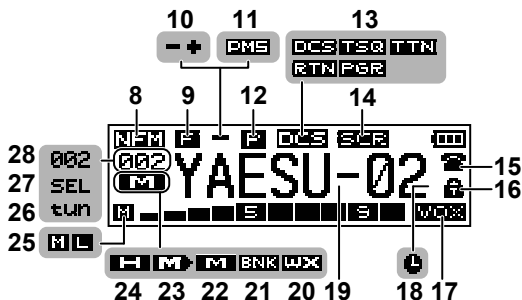 10 11 13
- + PMS DCS TSQ TTN
RTN PGR
8 9 12 14
NFM P - P DCS SCR
28 002 002 YAESU-02 15
27 SEL M 16
26 tun
25 M L M S 9 VOX
H M M BNK WX
24 23 22 21 20 19 18 17